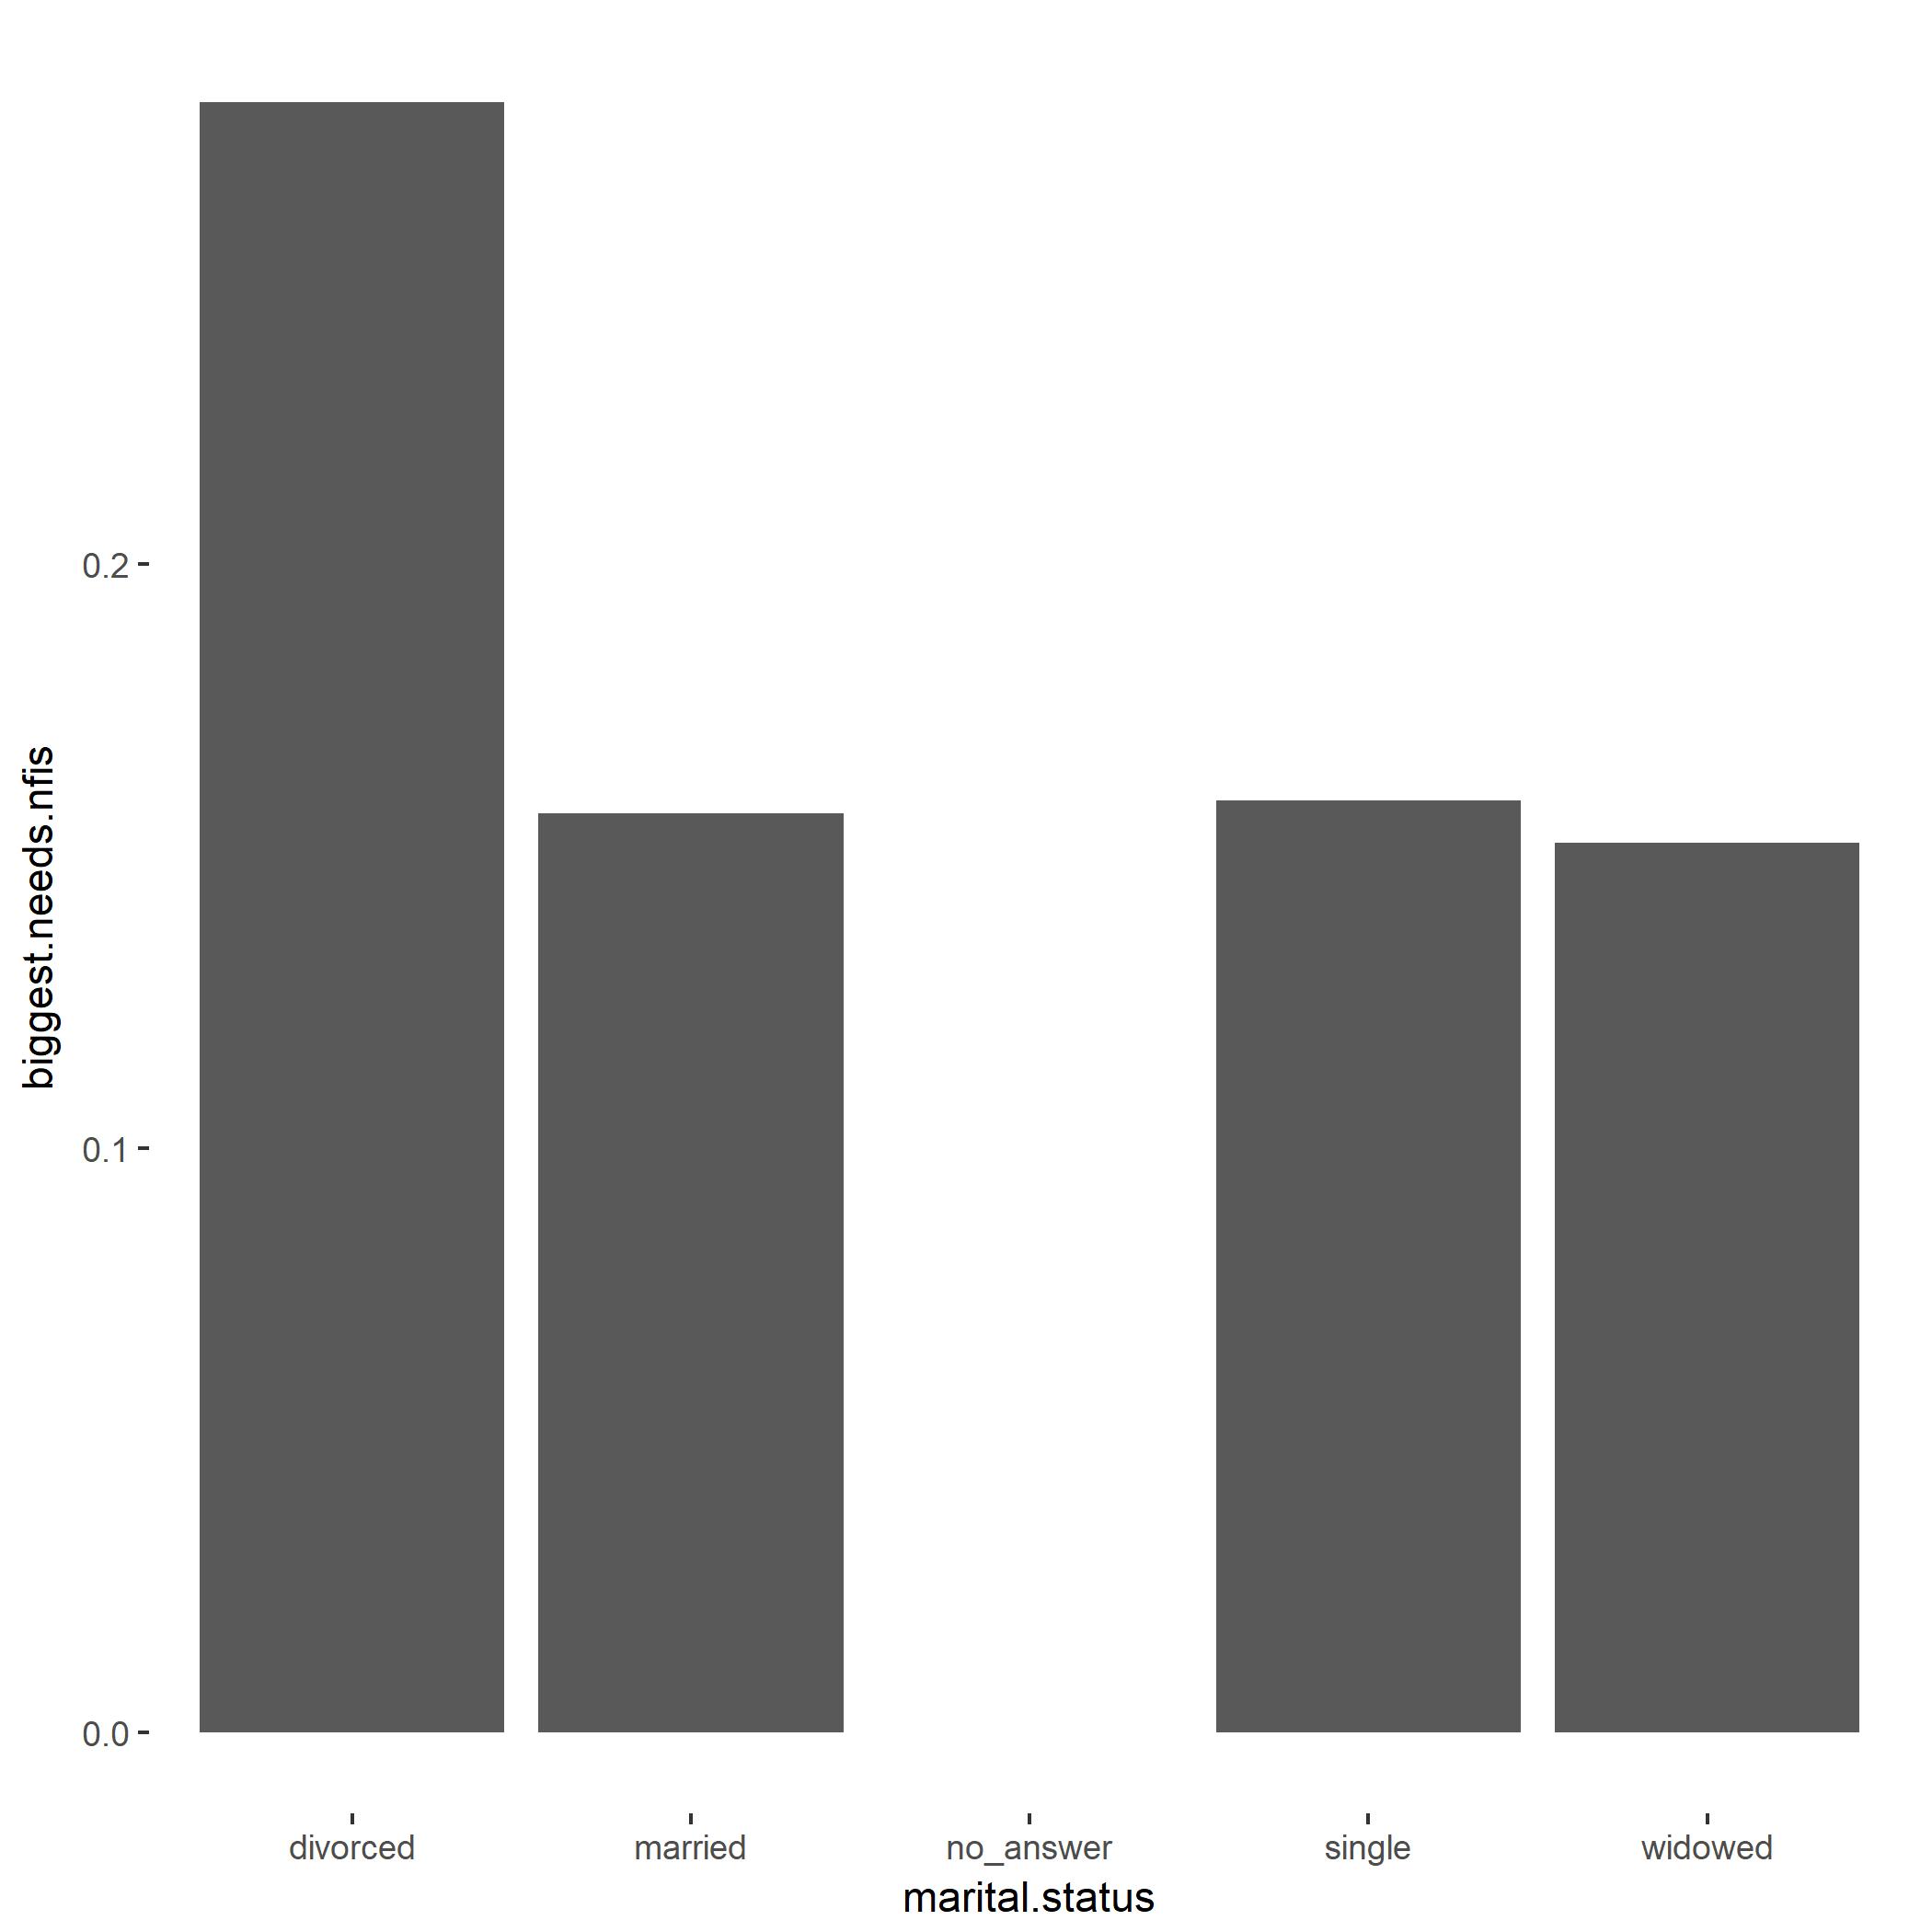 biggest.needs.nfis
0.2
0.1
0.0
divorced married no_answer single widowed
marital.status